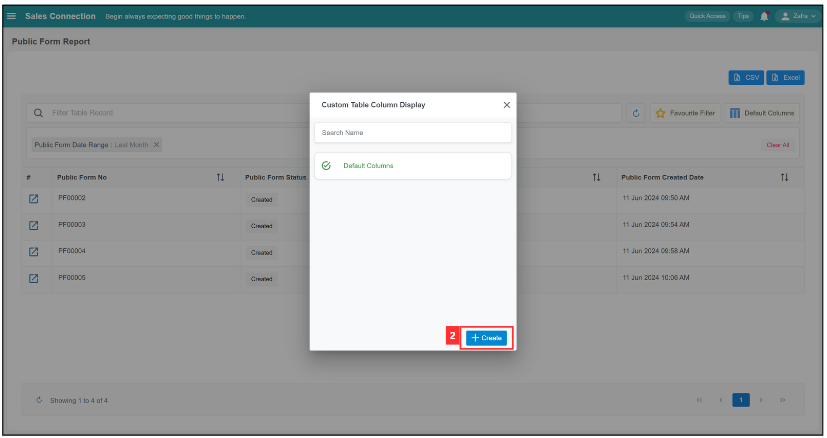 Sales Connection Begin always expecting good things to happen. Quick Access Tips Zafra
Public Form Report
CSV Excel
Custom Table Column Display
Filter Table Record Favourite Filter Default Columns
Search Name
Public Form Date Range : Last Month Clear All
Default Columns
# Public Form No Public Form Status Public Form Created Date
PF00002 Created 11 Jun 2024 09:50 AM
PF00003 Created 11 Jun 2024 09:54 AM
PF00004 Created 11 Jun 2024 09:58 AM
PF00005 Created 11 Jun 2024 10:06 AM
2 Create
Showing 1 to 4 of 4 1